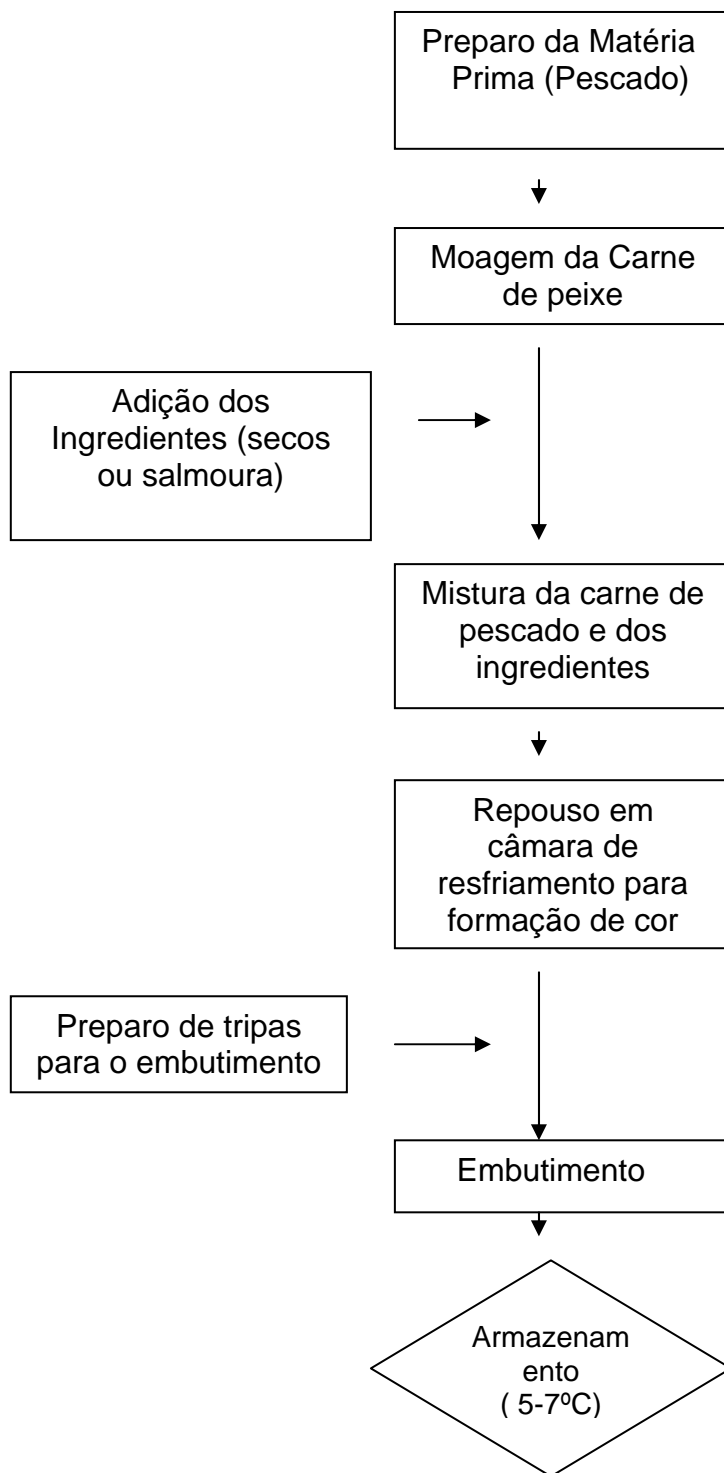 Preparo da Matéria
Prima (Pescado)
Moagem da Carne
de peixe
Adição dos
Ingredientes (secos
ou salmoura)
Mistura da carne de
pescado e dos
ingredientes
Repouso em
câmara de
resfriamento para
formação de cor
Preparo de tripas
para o embutimento
Embutimento
Armazenam
ento
( 5-7ºC)